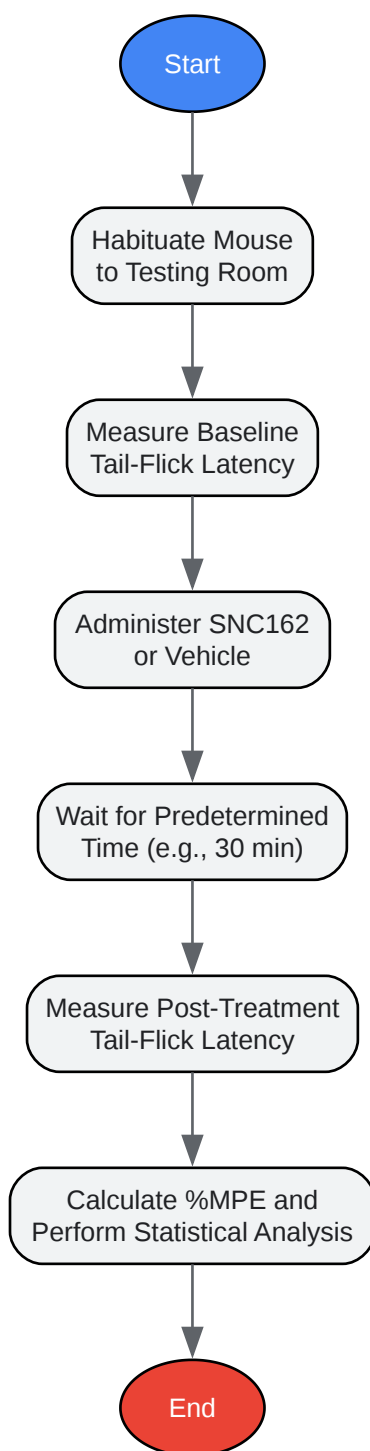 Start
Habituate Mouse
to Testing Room
Measure Baseline
Tail-Flick Latency
Administer SNC162
or Vehicle
Wait for Predetermined
Time (e.g., 30 min)
Measure Post-Treatment
Tail-Flick Latency
Calculate %MPE and
Perform Statistical Analysis
End